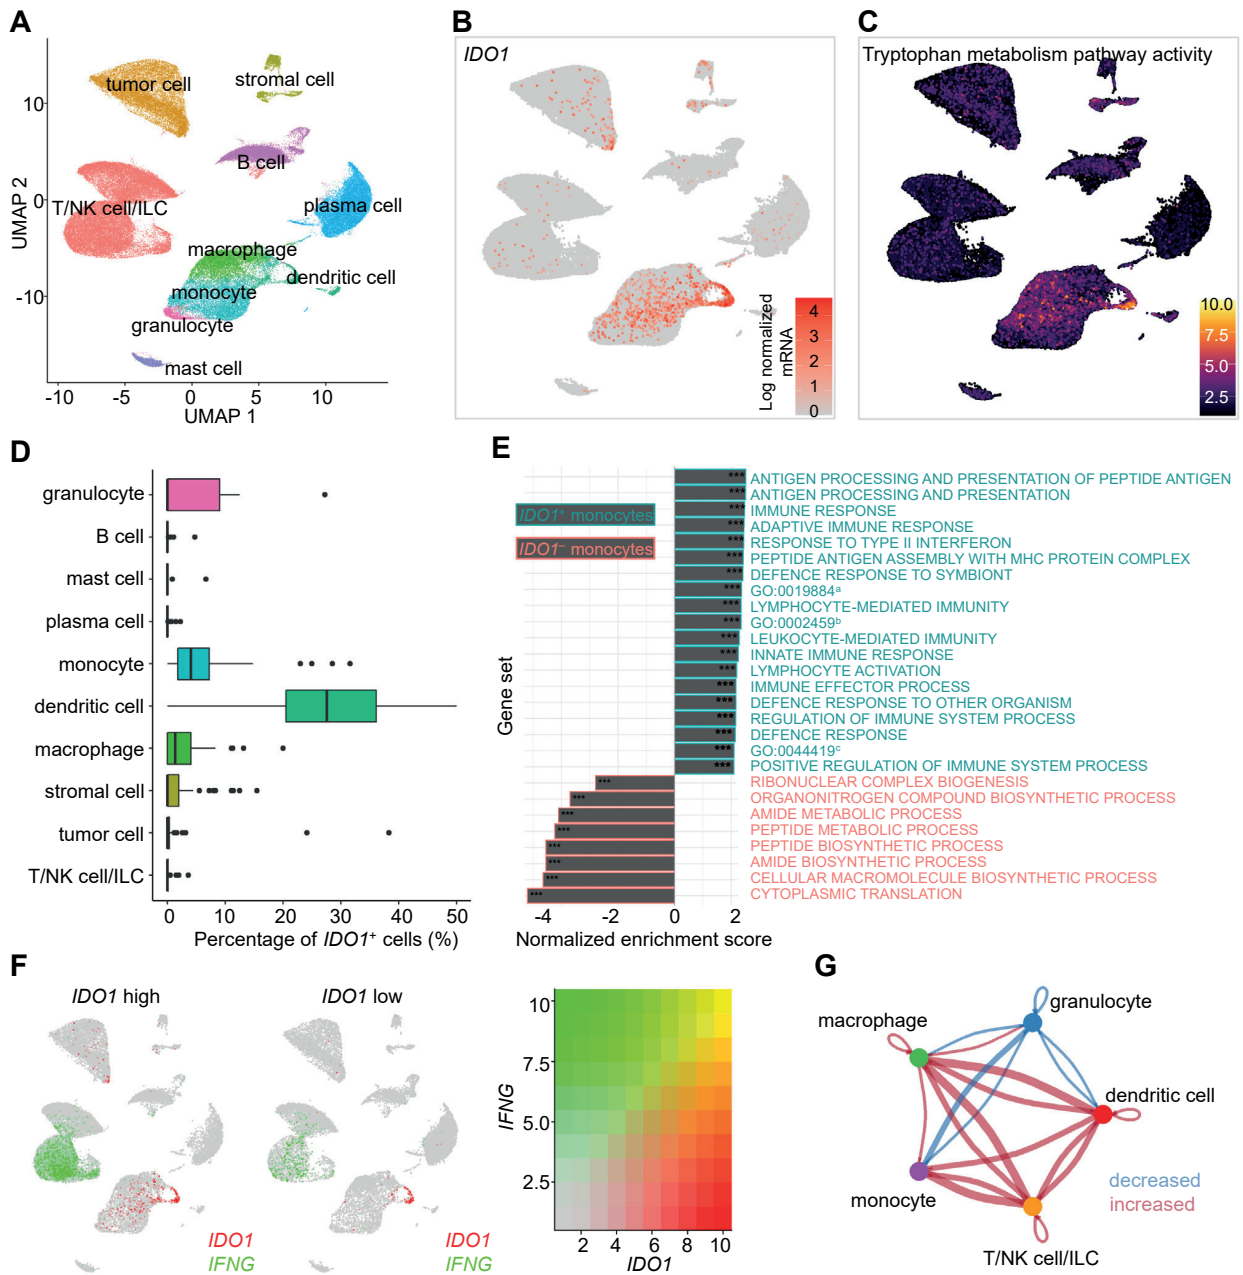 A
tumor cell
stromal cell
B cell
T/NK cell/ILC
plasma cell
macrophage
dendritic cell
monocyte
granulocyte
mast cell
10
0
-10
UMAP 2
-10
-5
0
5
10
UMAP 1
B
IDO1
Log normalized
mRNA
4
3
2
1
0
C
Tryptophan metabolism pathway activity
10.0
7.5
5.0
2.5
D
granulocyte
B cell
mast cell
plasma cell
monocyte
dendritic cell
macrophage
stromal cell
tumor cell
T/NK cell/ILC
0
10
20
30
40
50
Percentage of IDO1⁺ cells (%)
E
Gene set
IDO1⁺ monocytes
IDO1⁻ monocytes
*** ANTIGEN PROCESSING AND PRESENTATION OF PEPTIDE ANTIGEN
*** ANTIGEN PROCESSING AND PRESENTATION
*** IMMUNE RESPONSE
*** ADAPTIVE IMMUNE RESPONSE
*** RESPONSE TO TYPE II INTERFERON
*** PEPTIDE ANTIGEN ASSEMBLY WITH MHC PROTEIN COMPLEX
*** DEFENCE RESPONSE TO SYMBIONT
*** GO:0019884ᵃ
*** LYMPHOCYTE-MEDIATED IMMUNITY
*** GO:0002459ᵇ
*** LEUKOCYTE-MEDIATED IMMUNITY
*** INNATE IMMUNE RESPONSE
*** LYMPHOCYTE ACTIVATION
*** IMMUNE EFFECTOR PROCESS
*** DEFENCE RESPONSE TO OTHER ORGANISM
*** REGULATION OF IMMUNE SYSTEM PROCESS
*** DEFENCE RESPONSE
*** GO:0044419ᶜ
*** POSITIVE REGULATION OF IMMUNE SYSTEM PROCESS
*** RIBONUCLEAR COMPLEX BIOGENESIS
*** ORGANONITROGEN COMPOUND BIOSYNTHETIC PROCESS
*** AMIDE METABOLIC PROCESS
*** PEPTIDE METABOLIC PROCESS
*** PEPTIDE BIOSYNTHETIC PROCESS
*** AMIDE BIOSYNTHETIC PROCESS
*** CELLULAR MACROMOLECULE BIOSYNTHETIC PROCESS
*** CYTOPLASMIC TRANSLATION
-4
-2
0
2
Normalized enrichment score
F
IDO1 high
IDO1
IFNG
IDO1 low
IDO1
IFNG
10
7.5
5.0
2.5
IFNG
2
4
6
8
10
IDO1
G
granulocyte
macrophage
dendritic cell
monocyte
T/NK cell/ILC
decreased
increased